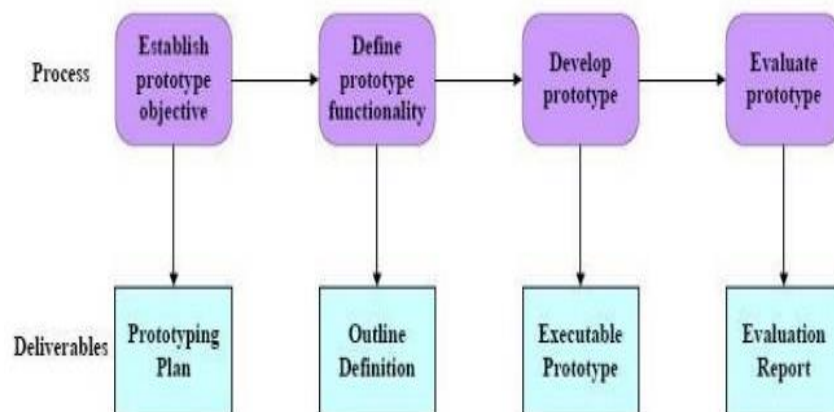 Process
Establish
prototype
objective
Define
prototype
functionality
Develop
prototype
Evaluate
prototype
Deliverables
Prototyping
Plan
Outline
Definition
Executable
Prototype
Evaluation
Report